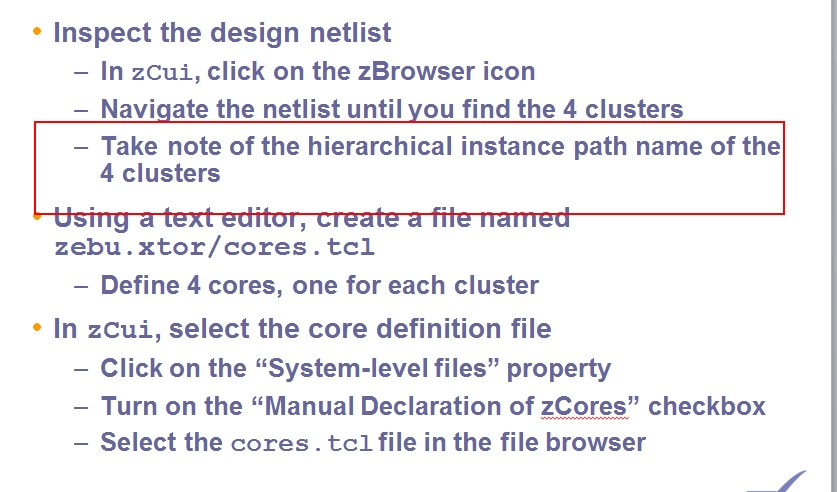 • Inspect the design netlist
– In zCui, click on the zBrowser icon
– Navigate the netlist until you find the 4 clusters
– Take note of the hierarchical instance path name of the
4 clusters
• Using a text editor, create a file named
zebu.xtor/cores.tcl
– Define 4 cores, one for each cluster
• In zCui, select the core definition file
– Click on the “System-level files” property
– Turn on the “Manual Declaration of zCores” checkbox
– Select the cores.tcl file in the file browser